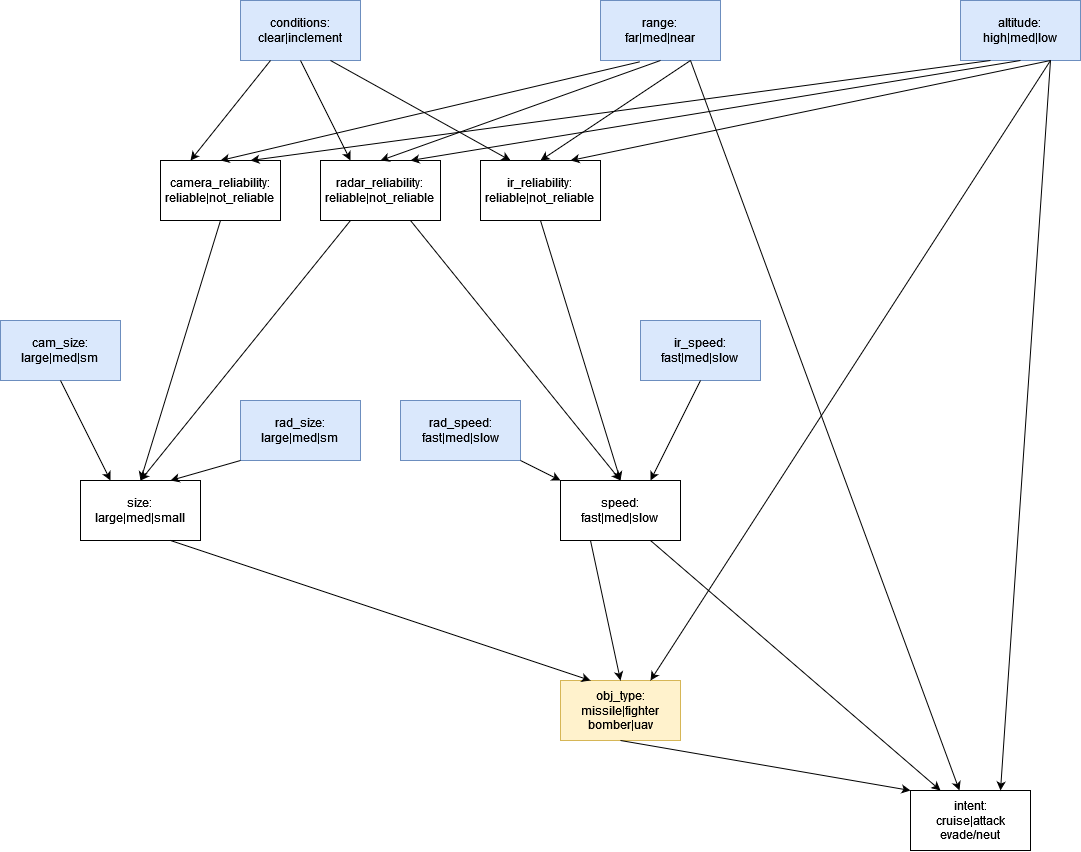 conditions:
clear|inclement
range:
far|med|near
altitude:
high|med|low
camera_reliability:
reliable|not_reliable
radar_reliability:
reliable|not_reliable
ir_reliability:
reliable|not_reliable
cam_size:
large|med|sm
ir_speed:
fast|med|slow
rad_size:
large|med|sm
rad_speed:
fast|med|slow
size:
large|med|small
speed:
fast|med|slow
obj_type:
missile|fighter
bomber|uav
intent:
cruise|attack
evade/neut